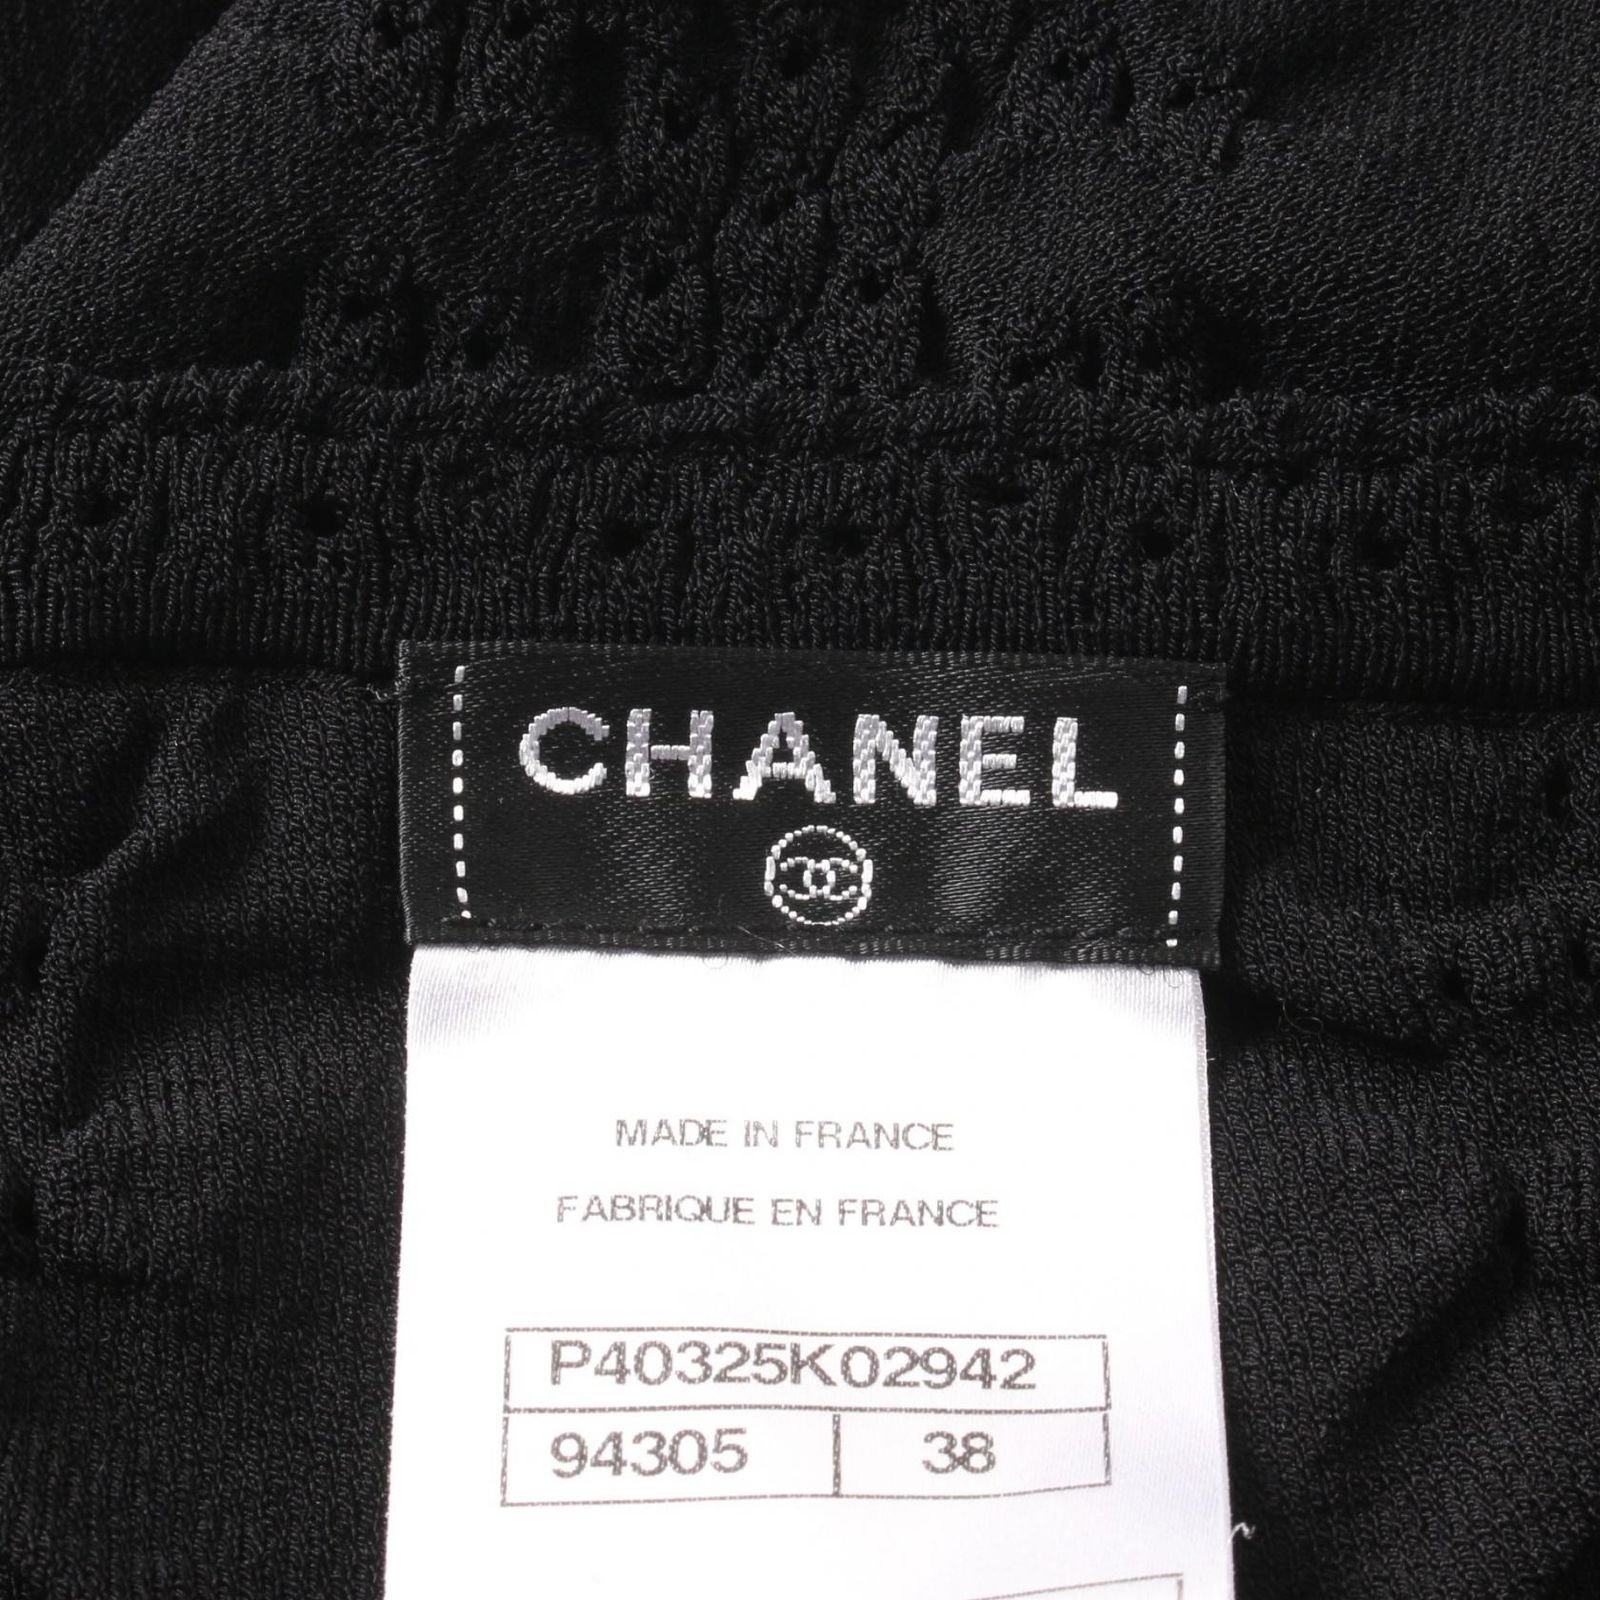 CHANEL
MADE IN FRANCE
FABRIQUE EN FRANCE
P40325K02942
94305 38